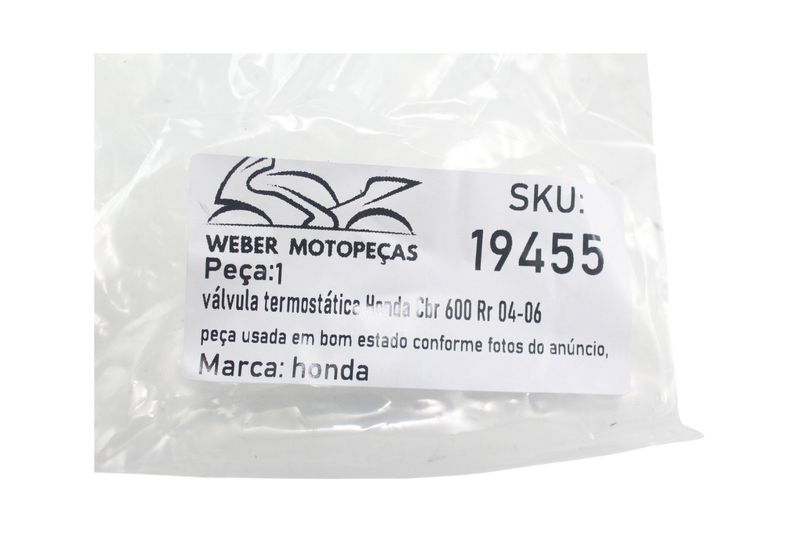 WEBER MOTOPEÇAS
SKU:
19455
Peça:1
válvula termostática Honda Cbr 600 Rr 04-06
peça usada em bom estado conforme fotos do anúncio,
Marca: honda